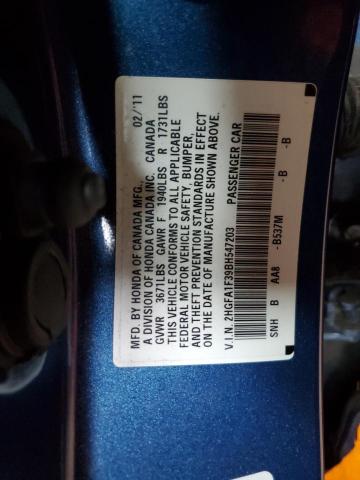 MFD. BY HONDA OF CANADA MFG. 02/'11
A DIVISION OF HONDA CANADA INC. CANADA
GVWR 3671LBS GAWR F 1940LBS R 1731LBS
THIS VEHICLE CONFORMS TO ALL APPLICABLE
FEDERAL MOTOR VEHICLE SAFETY, BUMPER,
AND THEFT PREVENTION STANDARDS IN EFFECT
ON THE DATE OF MANUFACTURE SHOWN ABOVE.
V.I.N. 2HGFA1F39BH547203 PASSENGER CAR
SNH B AA8 -B537M -B -B